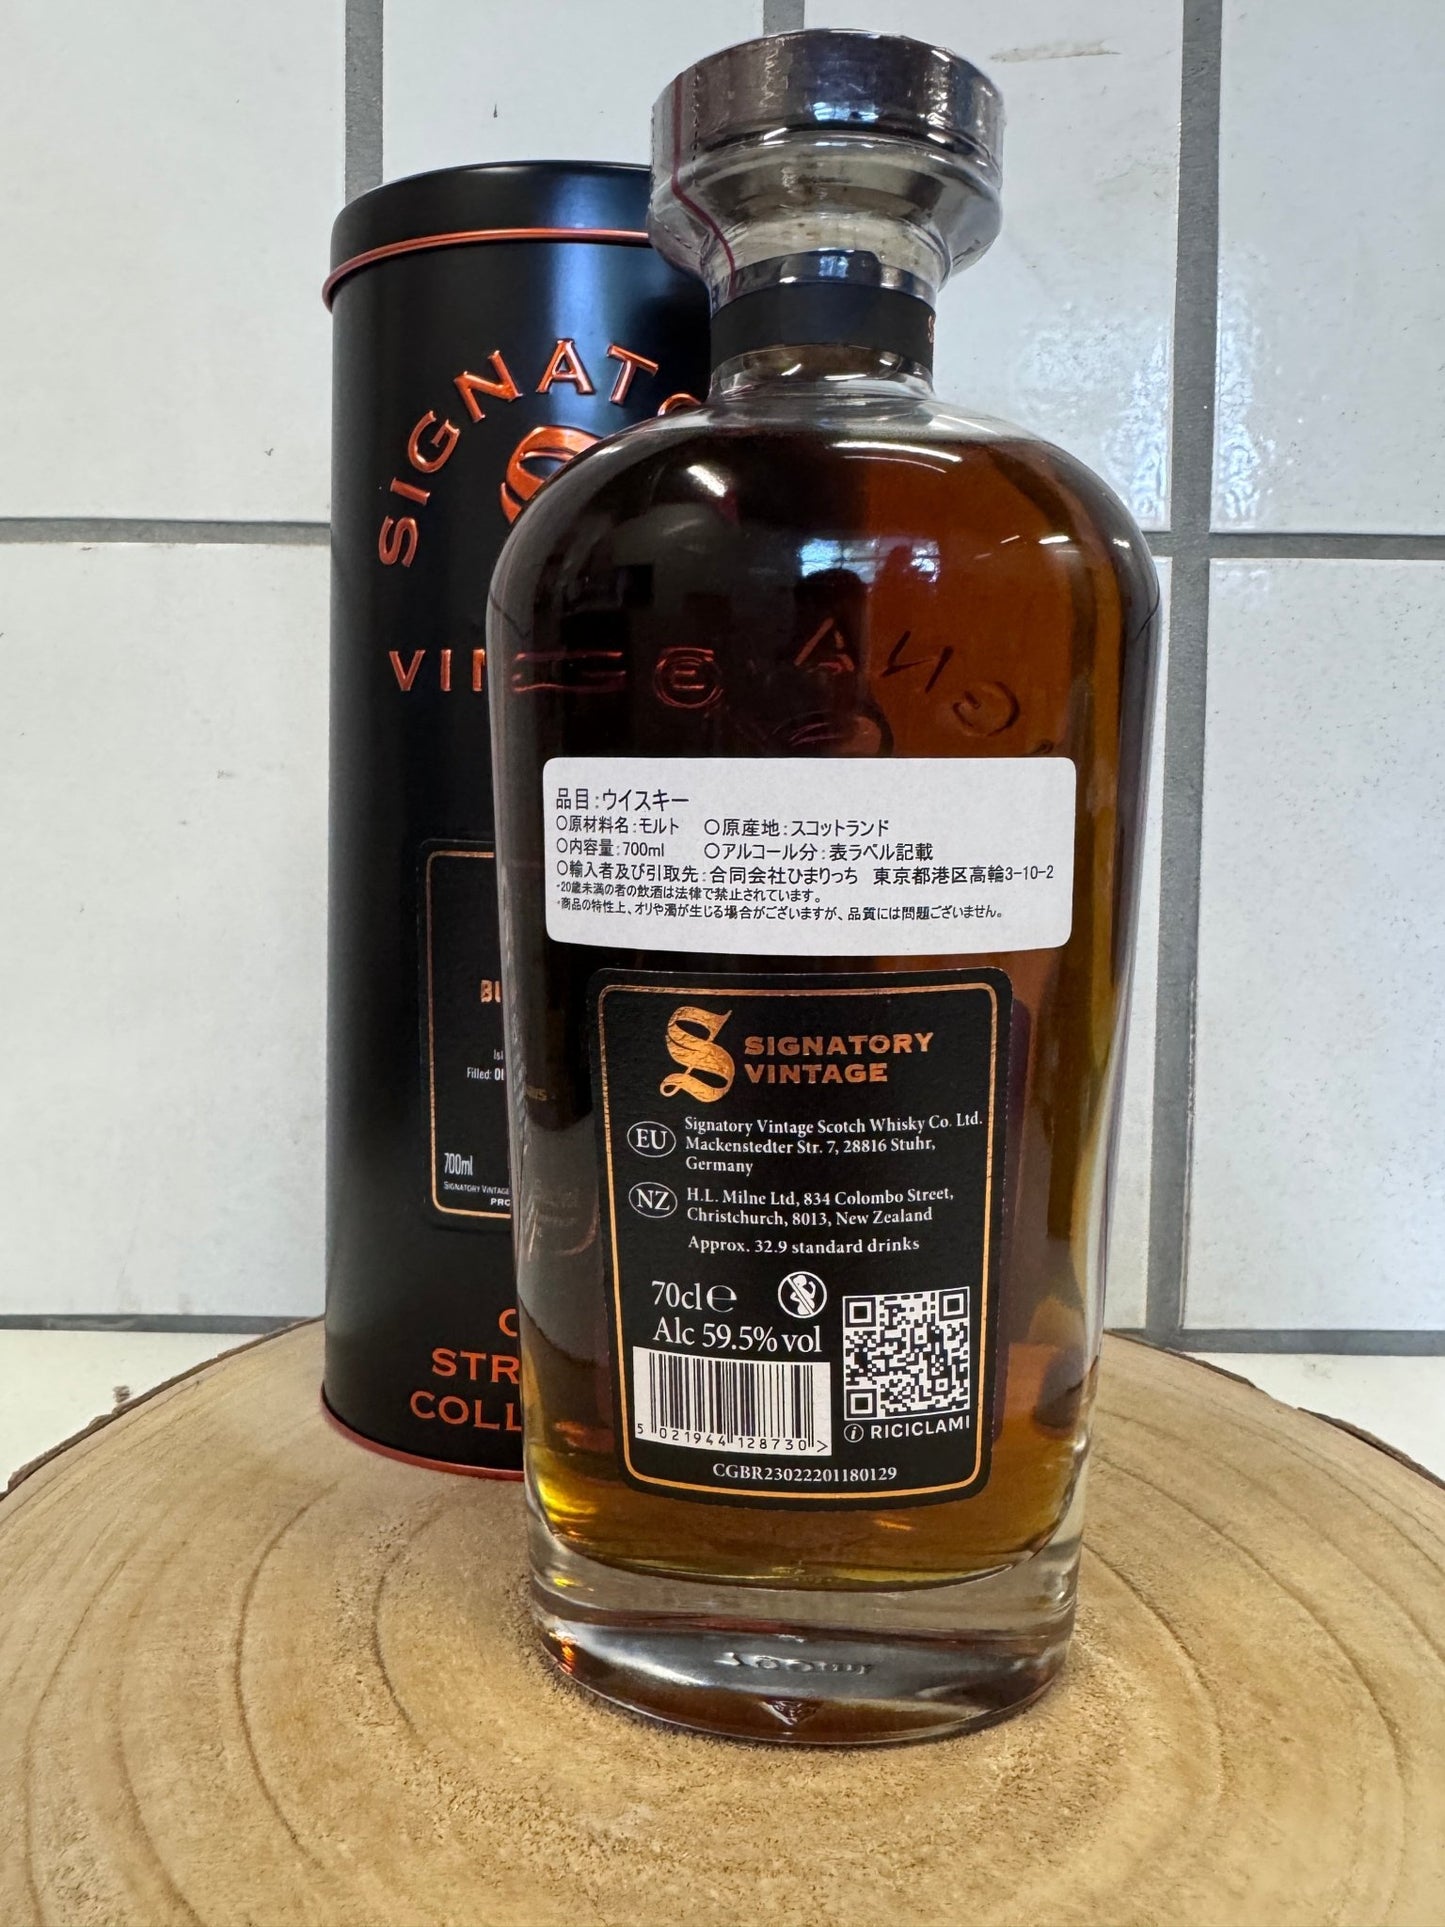 SIGNATO
VIN
品目:ウイスキー
○原材料名:モルト ○原産地:スコットランド
○内容量:700ml ○アルコール分:表ラベル記載
○輸入者及び引取先:合同会社ひまりっち 東京都港区高輪3-10-2
・20歳未満の者の飲酒は法律で禁止されています。
・商品の特性上、オリや濁が生じる場合がございますが、品質には問題ございません。
SIGNATORY
VINTAGE
EU
Signatory Vintage Scotch Whisky Co. Ltd.
Mackenstedter Str. 7, 28816 Stuhr,
Germany
NZ
H.L. Milne Ltd, 834 Colombo Street,
Christchurch, 8013, New Zealand
Approx. 32.9 standard drinks
70cl℮
Alc 59.5% vol
5 021944 128730 >
RICICLAMI
CGBR23022201180129
BU
Isl
Filled: 01
700ml
SIGNATORY VINTAGE
PRO
C
STR
COLL